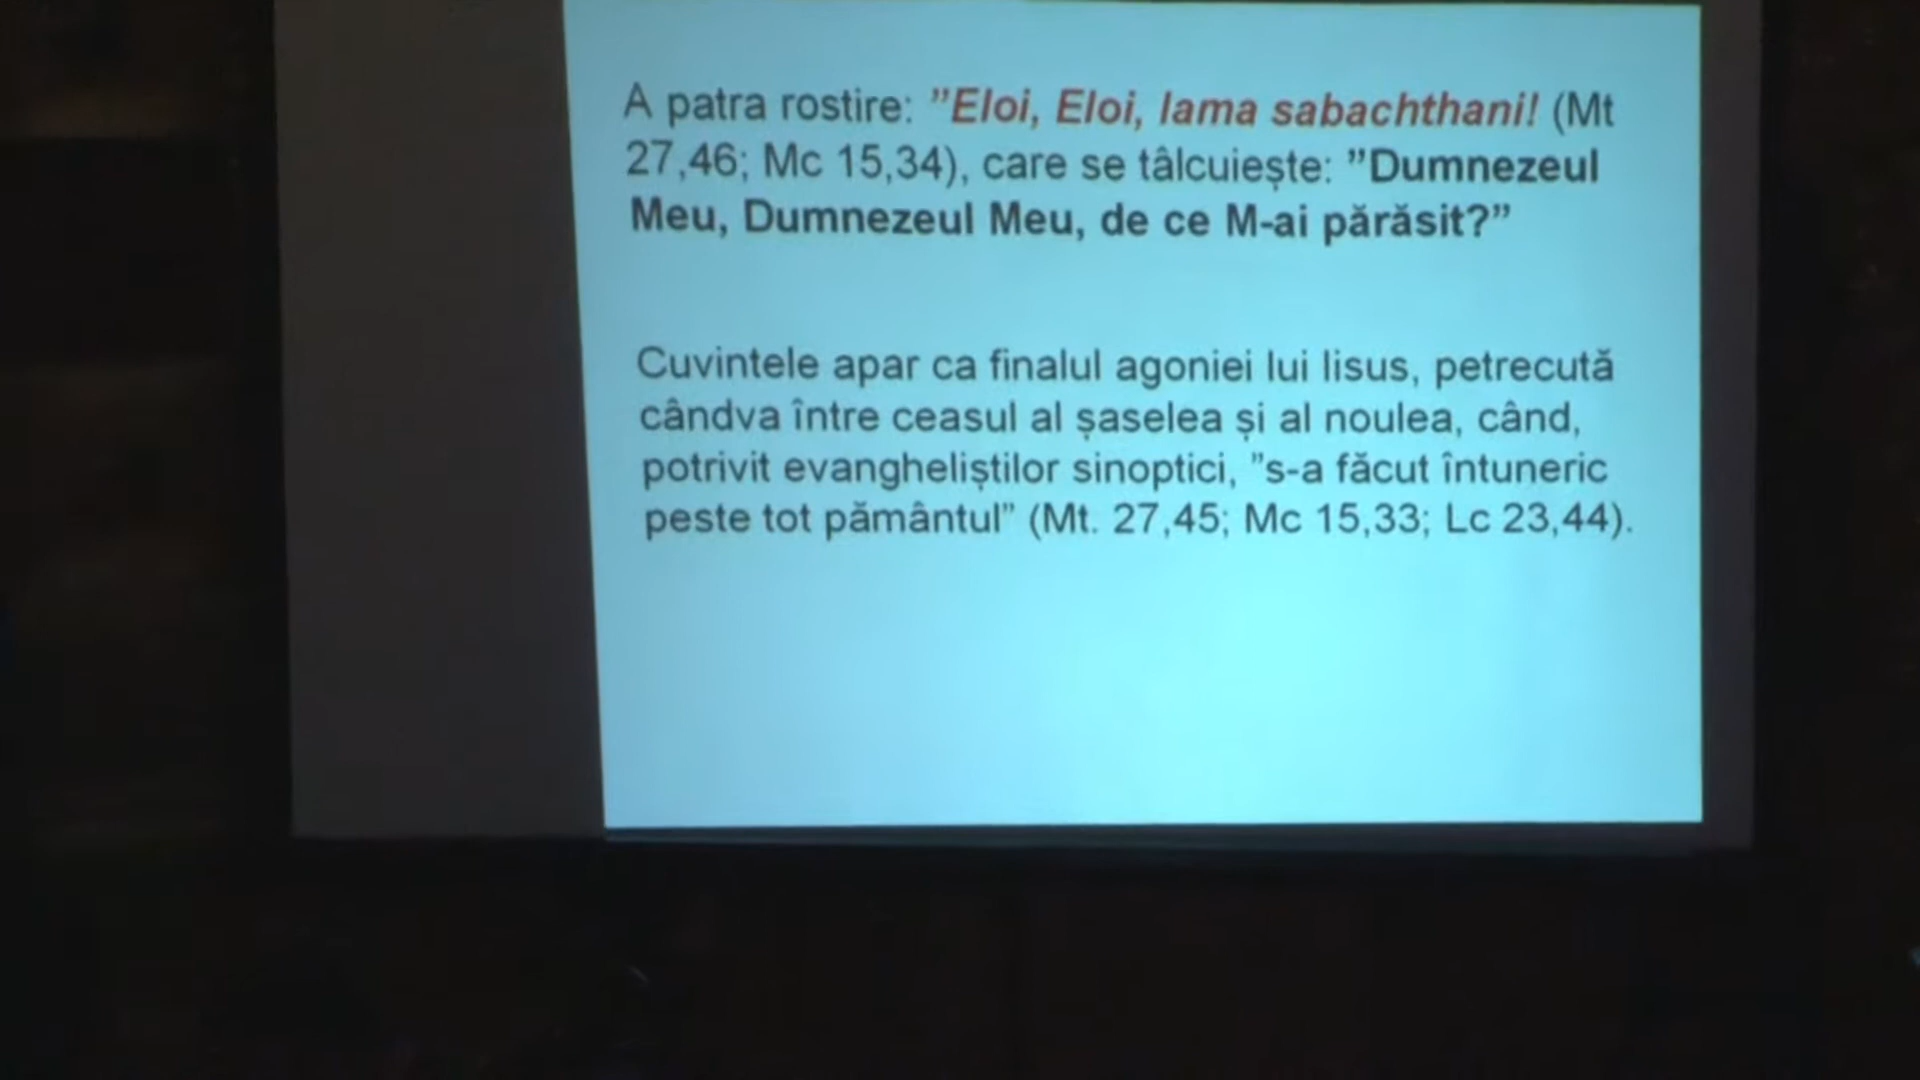 A patra rostire: ”Eloi, Eloi, lama sabachthani! (Mt
27,46; Mc 15,34), care se tâlcuiește: ”Dumnezeul
Meu, Dumnezeul Meu, de ce M-ai părăsit?”
Cuvintele apar ca finalul agoniei lui Iisus, petrecută
cândva între ceasul al șaselea și al noulea, când,
potrivit evangheliștilor sinoptici, ”s-a făcut întuneric
peste tot pământul” (Mt. 27,45; Mc 15,33; Lc 23,44).